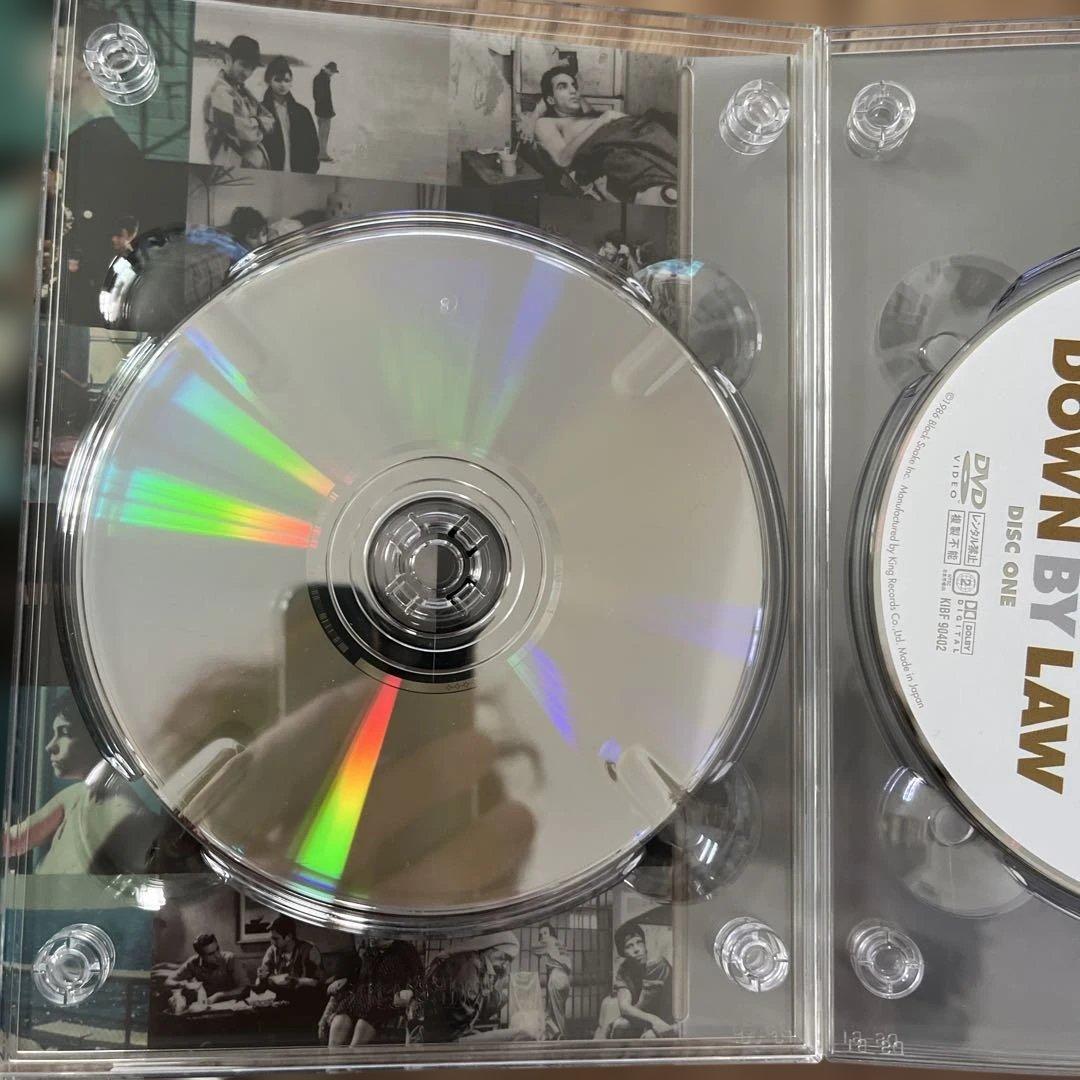 DOWN BY LAW
DISC ONE
DVD
VIDEO
レンタル禁止
複製不能
2
DOLBY
DIGITAL
KIBF 90402
©1986 Black Snake Inc. Manufactured by King Records Co., Ltd. Made in Japan